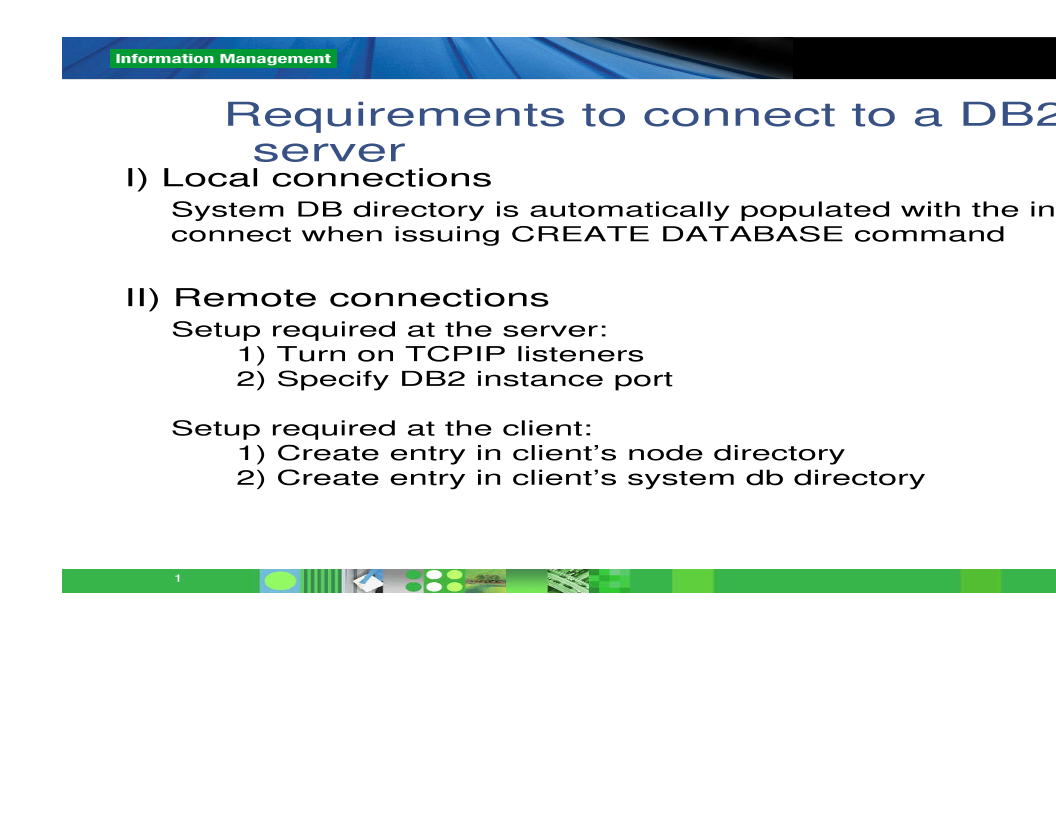 Information Management
Requirements to connect to a DB2
server
I) Local connections
System DB directory is automatically populated with the in
connect when issuing CREATE DATABASE command
II) Remote connections
Setup required at the server:
1) Turn on TCPIP listeners
2) Specify DB2 instance port
Setup required at the client:
1) Create entry in client’s node directory
2) Create entry in client’s system db directory
1